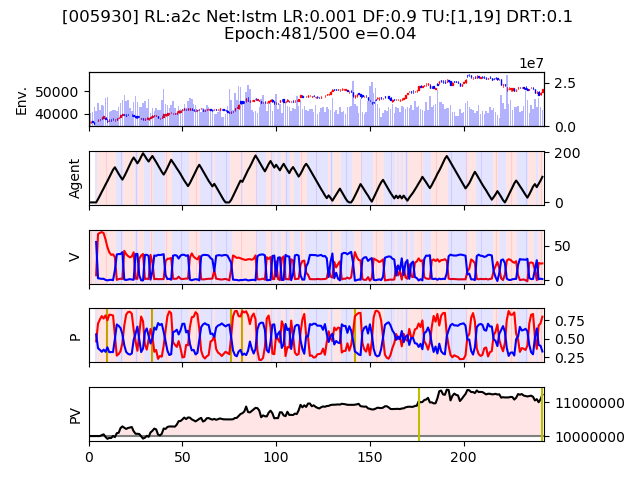 [005930] RL:a2c Net:lstm LR:0.001 DF:0.9 TU:[1,19] DRT:0.1
Epoch:481/500 e=0.04
1e7
Env.
50000
40000
2.5
0.0
Agent
200
0
V
50
0
P
0.75
0.50
0.25
PV
11000000
10000000
0 50 100 150 200